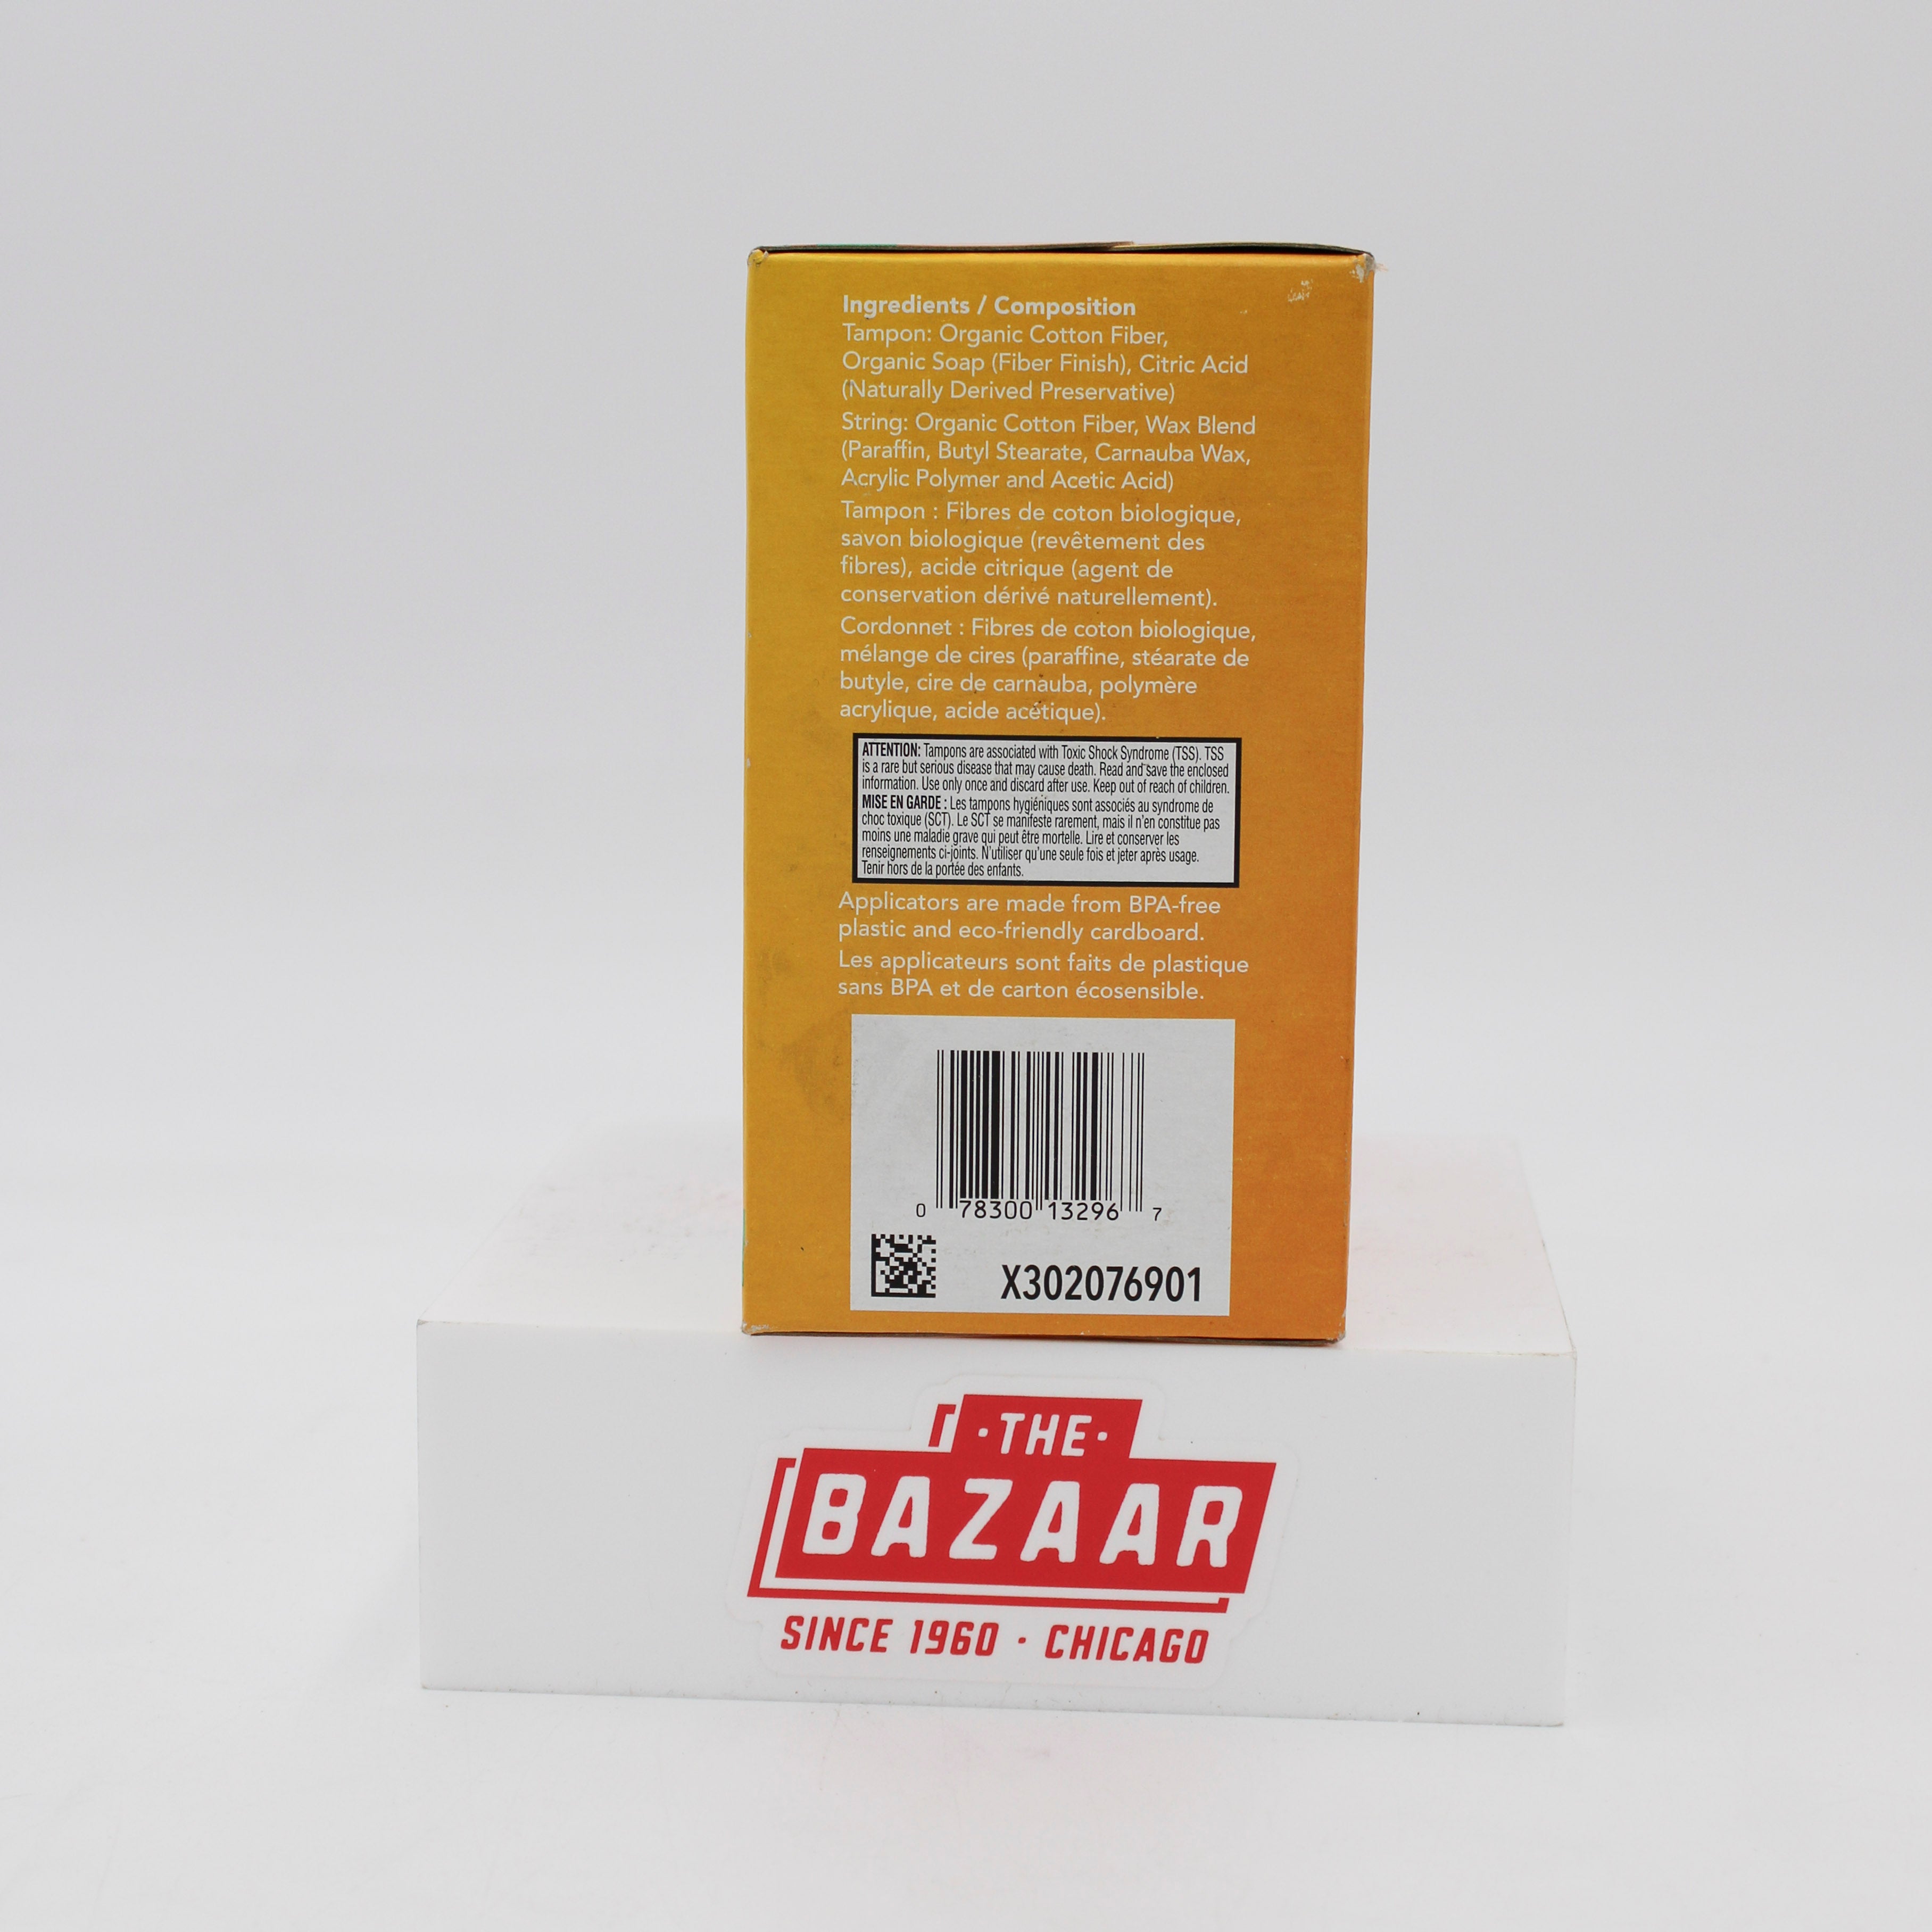 Ingredients / Composition
Tampon: Organic Cotton Fiber,
Organic Soap (Fiber Finish), Citric Acid
(Naturally Derived Preservative)
String: Organic Cotton Fiber, Wax Blend
(Paraffin, Butyl Stearate, Carnauba Wax,
Acrylic Polymer and Acetic Acid)
Tampon : Fibres de coton biologique,
savon biologique (revêtement des
fibres), acide citrique (agent de
conservation dérivé naturellement).
Cordonnet : Fibres de coton biologique,
mélange de cires (paraffine, stéarate de
butyle, cire de carnauba, polymère
acrylique, acide acétique).
ATTENTION: Tampons are associated with Toxic Shock Syndrome (TSS). TSS
is a rare but serious disease that may cause death. Read and save the enclosed
information. Use only once and discard after use. Keep out of reach of children.
MISE EN GARDE : Les tampons hygiéniques sont associés au syndrome de
choc toxique (SCT). Le SCT se manifeste rarement, mais il n'en constitue pas
moins une maladie grave qui peut être mortelle. Lire et conserver les
renseignements ci-joints. N'utiliser qu'une seule fois et jeter après usage.
Tenir hors de la portée des enfants.
Applicators are made from BPA-free
plastic and eco-friendly cardboard.
Les applicateurs sont faits de plastique
sans BPA et de carton écosensible.
0 78300 13296 7
X302076901
·THE·
BAZAAR
SINCE 1960 · CHICAGO